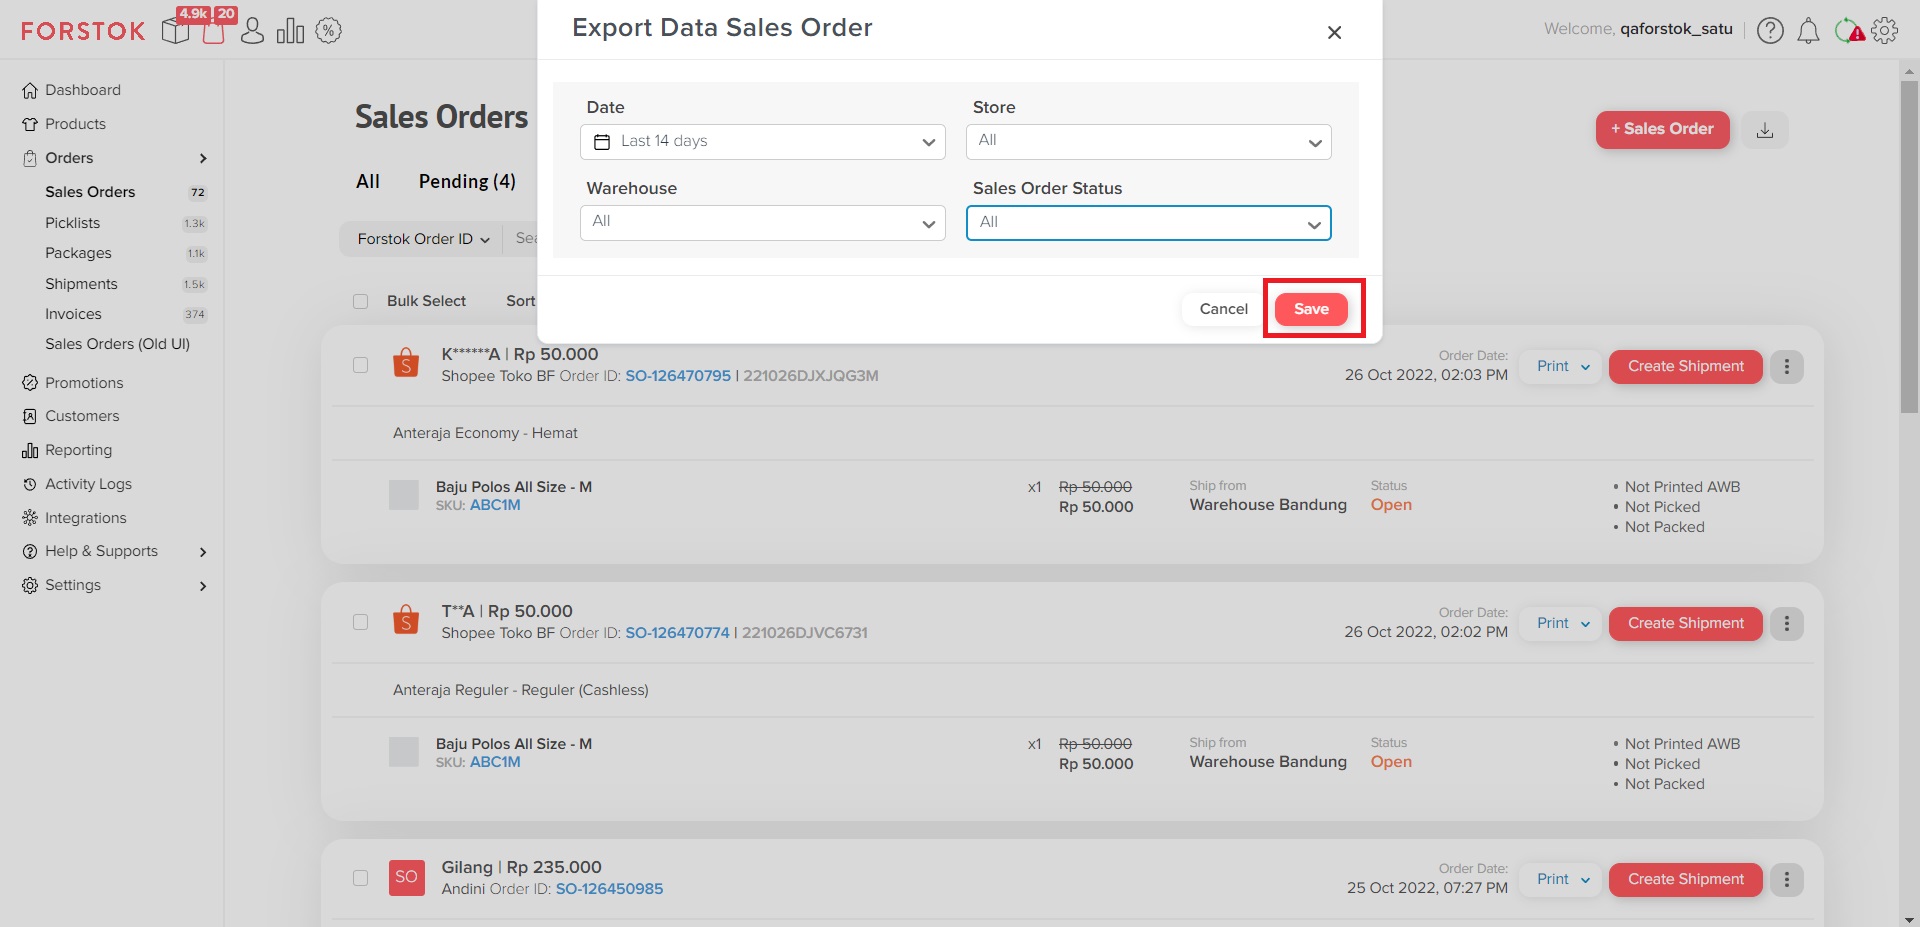 FORSTOK
4.9k
20
Export Data Sales Order
Welcome, qaforstok_satu
Dashboard
Products
Orders
Sales Orders 72
Picklists 1.3k
Packages 1.1k
Shipments 1.5k
Invoices 374
Sales Orders (Old UI)
Promotions
Customers
Reporting
Activity Logs
Integrations
Help & Supports
Settings
Sales Orders
+ Sales Order
All Pending (4)
Forstok Order ID Sea
Bulk Select Sort
Date Store
Last 14 days All
Warehouse Sales Order Status
All All
Cancel Save
K******A | Rp 50.000
Shopee Toko BF Order ID: SO-126470795 | 221026DJXJQG3M
Order Date:
26 Oct 2022, 02:03 PM
Print Create Shipment
Anteraja Economy - Hemat
Baju Polos All Size - M
SKU: ABC1M
x1 Rp 50.000
Rp 50.000
Ship from
Warehouse Bandung
Status
Open
• Not Printed AWB
• Not Picked
• Not Packed
T**A | Rp 50.000
Shopee Toko BF Order ID: SO-126470774 | 221026DJVC6731
Order Date:
26 Oct 2022, 02:02 PM
Print Create Shipment
Anteraja Reguler - Reguler (Cashless)
Baju Polos All Size - M
SKU: ABC1M
x1 Rp 50.000
Rp 50.000
Ship from
Warehouse Bandung
Status
Open
• Not Printed AWB
• Not Picked
• Not Packed
SO
Gilang | Rp 235.000
Andini Order ID: SO-126450985
Order Date:
25 Oct 2022, 07:27 PM
Print Create Shipment